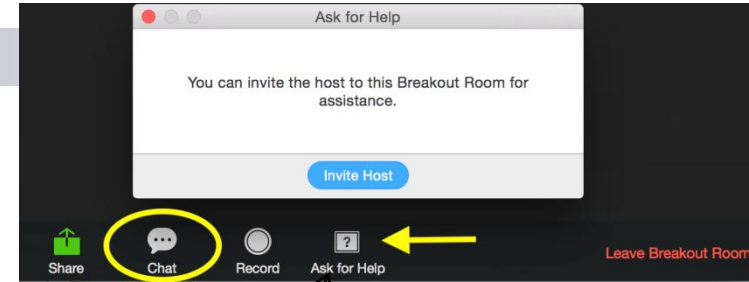 Ask for Help
You can invite the host to this Breakout Room for
assistance.
Invite Host
?
Share Chat Record Ask for Help Leave Breakout Room